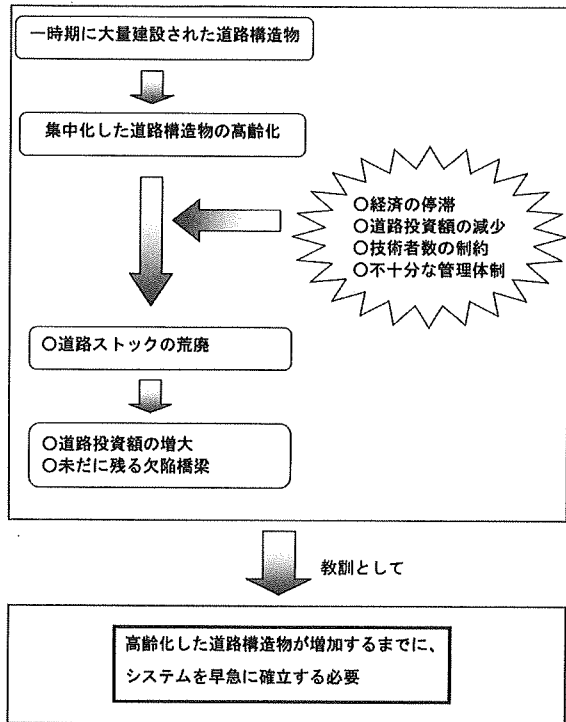 一時期に大量建設された道路構造物
集中化した道路構造物の高齢化
○経済の停滞
○道路投資額の減少
○技術者数の制約
○不十分な管理体制
○道路ストックの荒廃
○道路投資額の増大
○未だに残る欠陥橋梁
教訓として
高齢化した道路構造物が増加するまでに、
システムを早急に確立する必要